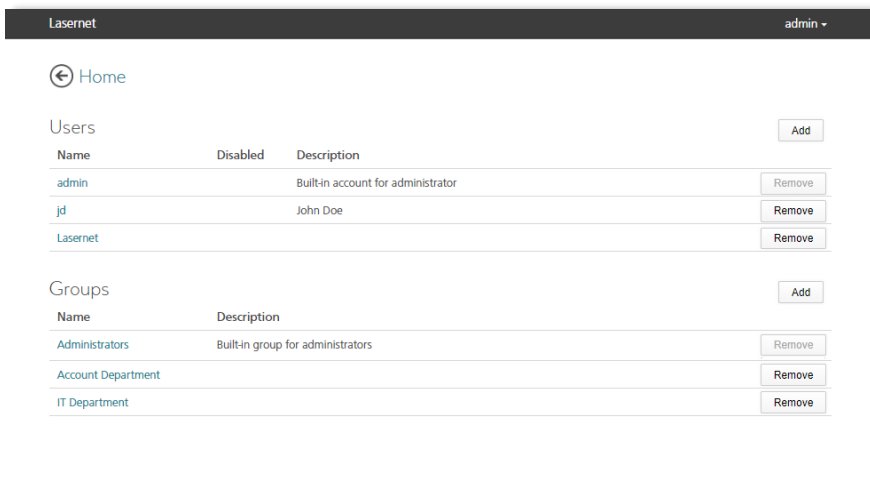 Lasernet admin
Home
Users Add
Name Disabled Description
admin Built-in account for administrator Remove
jd John Doe Remove
Lasernet Remove
Groups Add
Name Description
Administrators Built-in group for administrators Remove
Account Department Remove
IT Department Remove